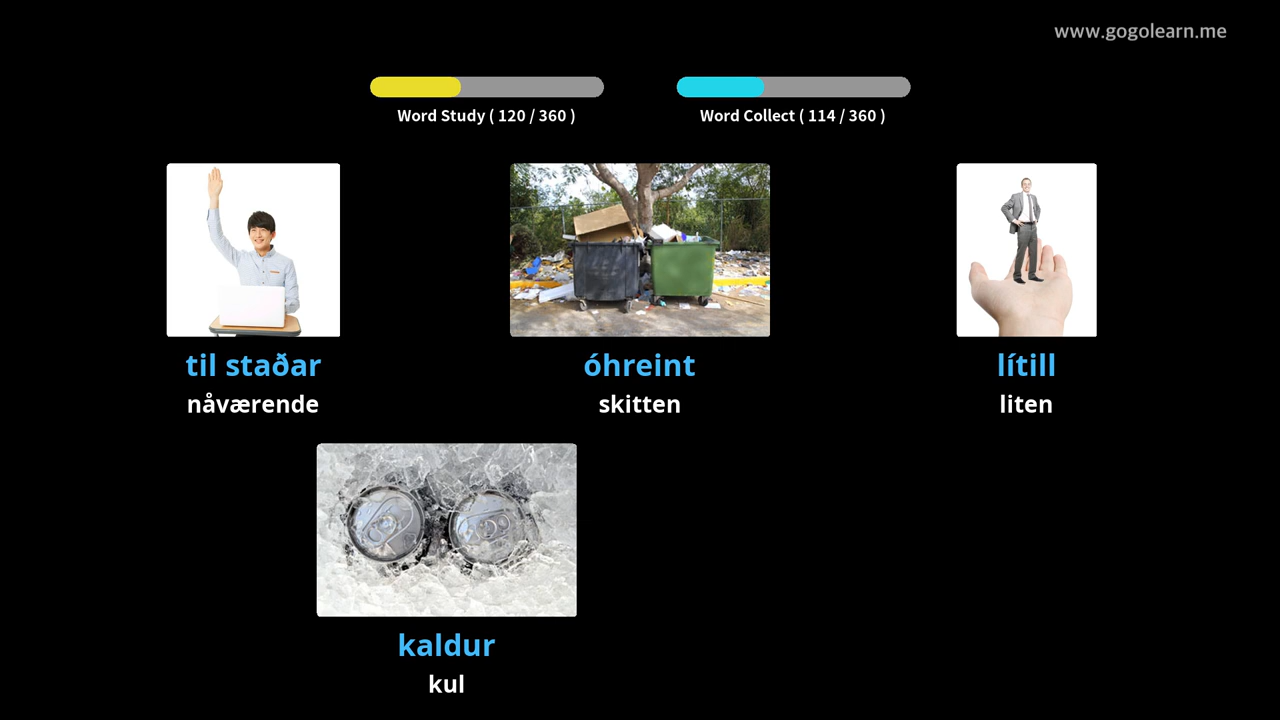 www.gogolearn.me
Word Study ( 120 / 360 )
Word Collect ( 114 / 360 )
til staðar
nåværende
óhreint
skitten
lítill
liten
kaldur
kul